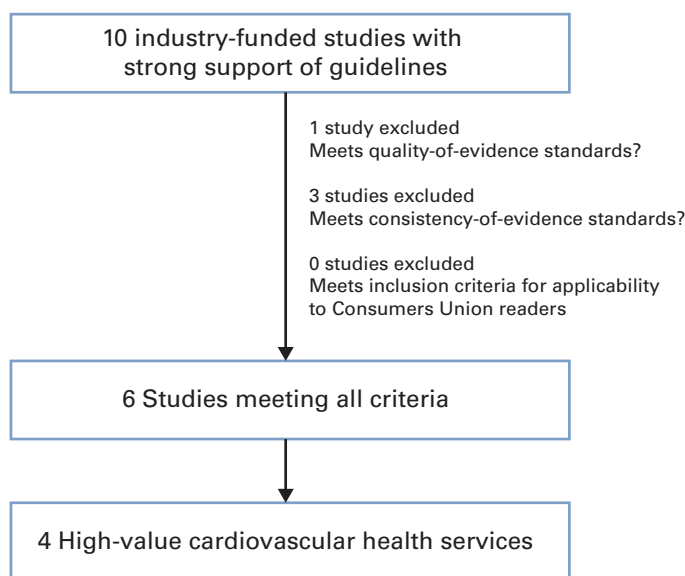 10 industry-funded studies with
strong support of guidelines
1 study excluded
Meets quality-of-evidence standards?
3 studies excluded
Meets consistency-of-evidence standards?
0 studies excluded
Meets inclusion criteria for applicability
to Consumers Union readers
6 Studies meeting all criteria
4 High-value cardiovascular health services